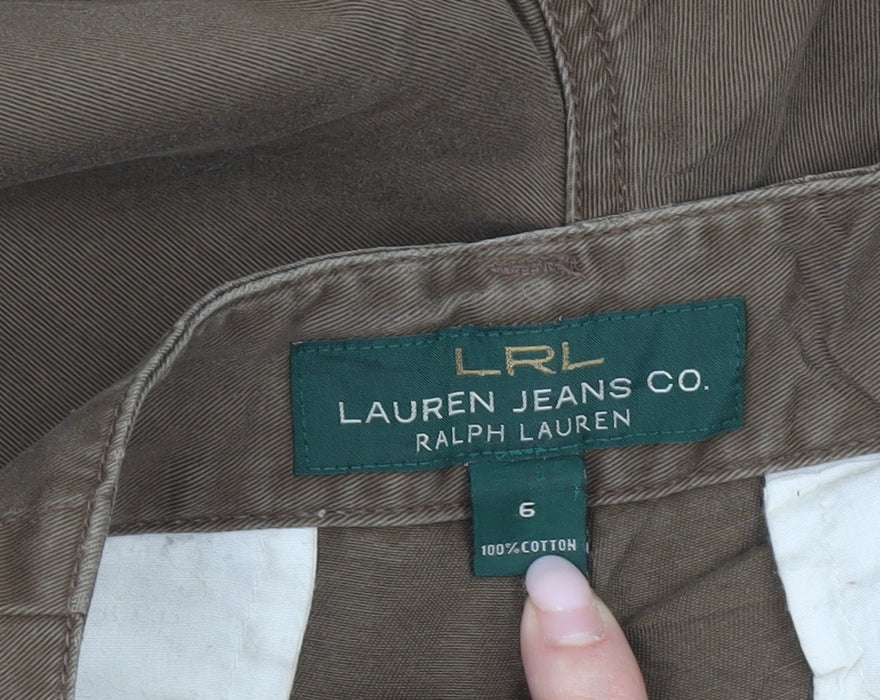 LRL
LAUREN JEANS CO.
RALPH LAUREN
6
100% COTTON